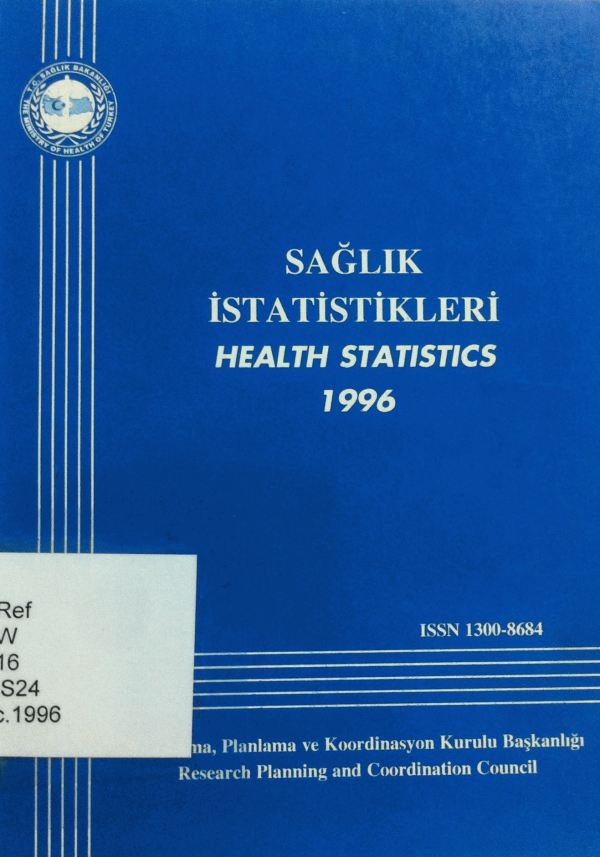 T.C. SAĞLIK BAKANLIĞI
THE MINISTRY OF HEALTH OF TURKEY
SAĞLIK
İSTATİSTİKLERİ
HEALTH STATISTICS
1996
ISSN 1300-8684
Ref
W
16
S24
c.1996
ma, Planlama ve Koordinasyon Kurulu Başkanlığı
Research Planning and Coordination Council